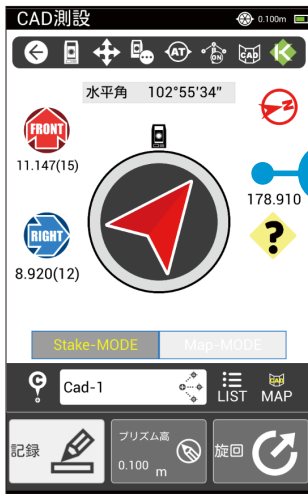 CAD測設
0.100m
AT
ON
CAD
水平角 102°55'34"
FRONT
11.147(15)
178.910
RIGHT
?
8.920(12)
Stake-MODE
Map-MODE
C
Cad-1
LIST
CAD
MAP
記録
プリズム高
0.100 m
旋回